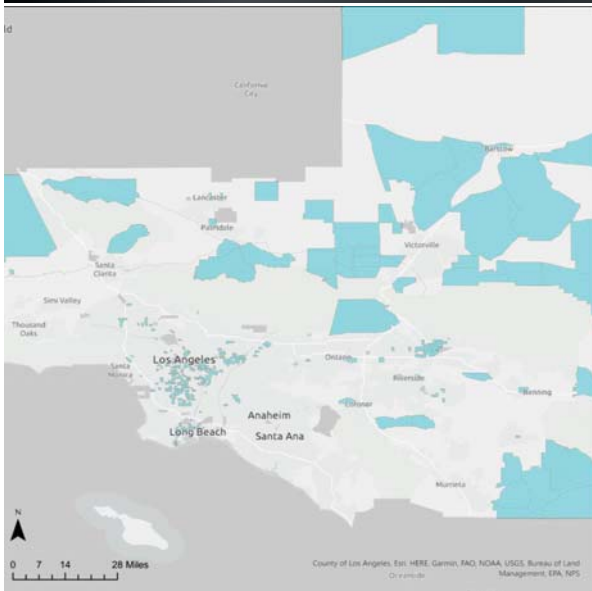 ld
California
City
Barstow
Lancaster
Palmdale
Victorville
Santa
Clarita
Simi Valley
Thousand
Oaks
Los Angeles
Ontario
Santa
Monica
Riverside
Banning
Corona
Anaheim
Long Beach
Santa Ana
Murrieta
N
0 7 14 28 Miles
County of Los Angeles, Esri, HERE, Garmin, FAO, NOAA, USGS, Bureau of Land
Management, EPA, NPS
Oceanside